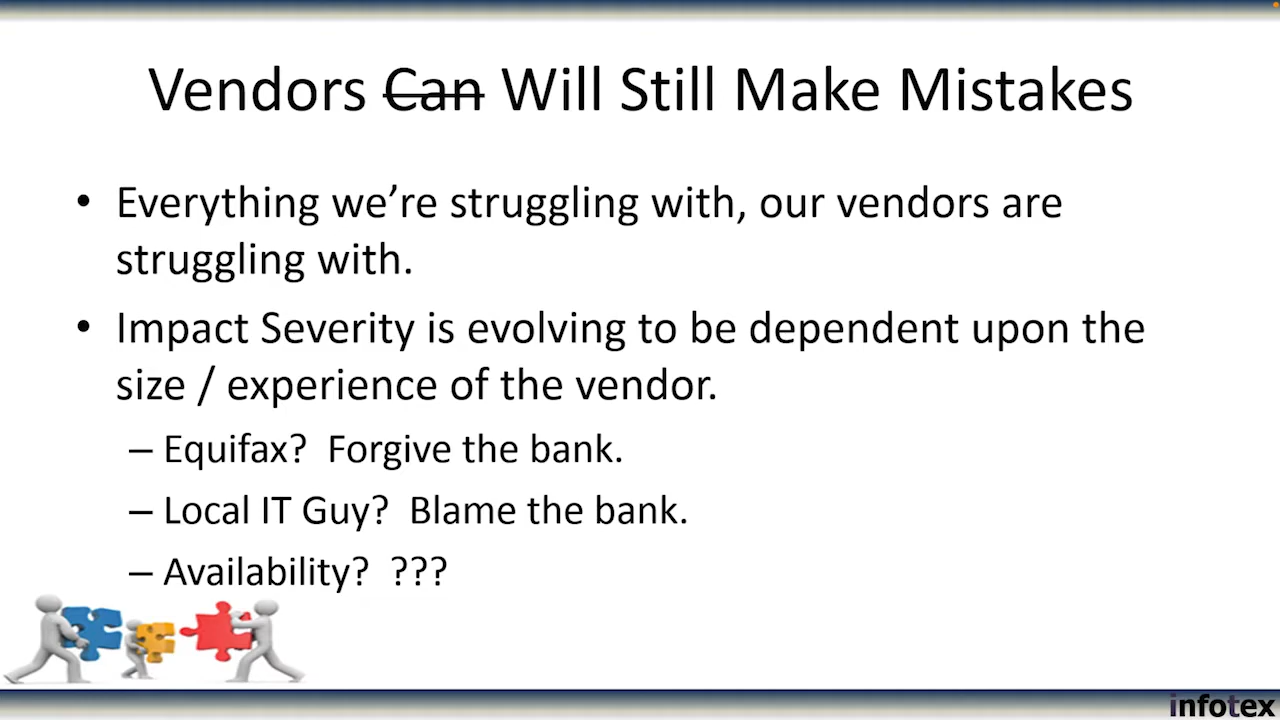 Vendors Can Will Still Make Mistakes
• Everything we’re struggling with, our vendors are
struggling with.
• Impact Severity is evolving to be dependent upon the
size / experience of the vendor.
– Equifax?  Forgive the bank.
– Local IT Guy?  Blame the bank.
– Availability?  ???
infotex